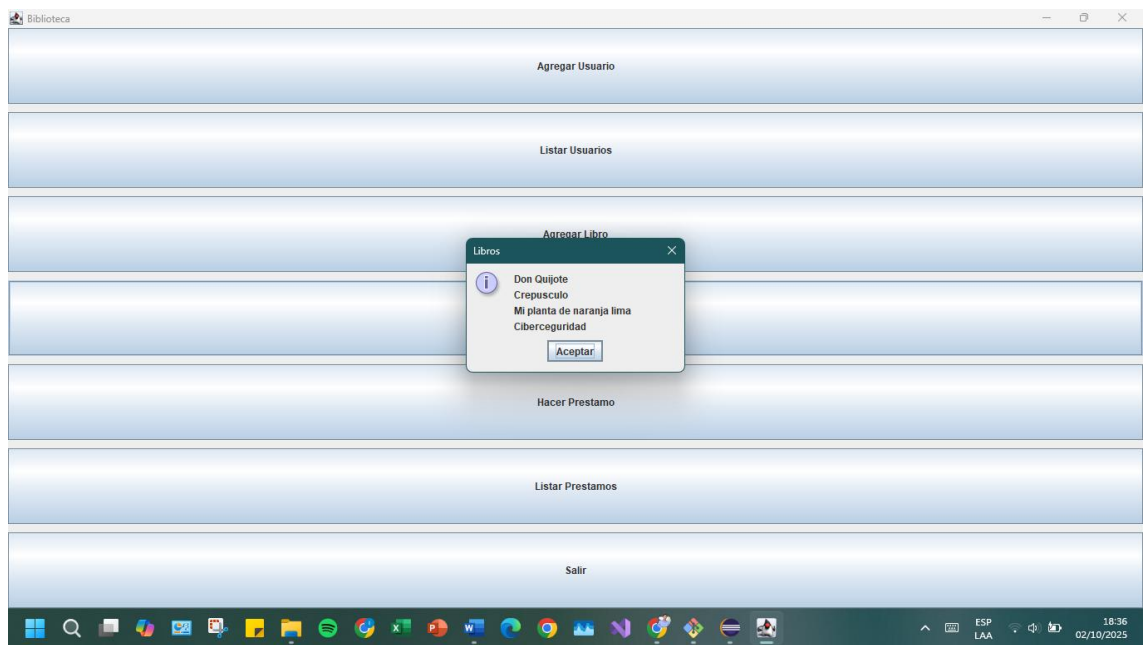 Biblioteca
Agregar Usuario
Listar Usuarios
Agregar Libro
Libros
Don Quijote
Crepusculo
Mi planta de naranja lima
Ciberceguridad
Aceptar
Hacer Prestamo
Listar Prestamos
Salir
ESP
LAA
18:36
02/10/2025